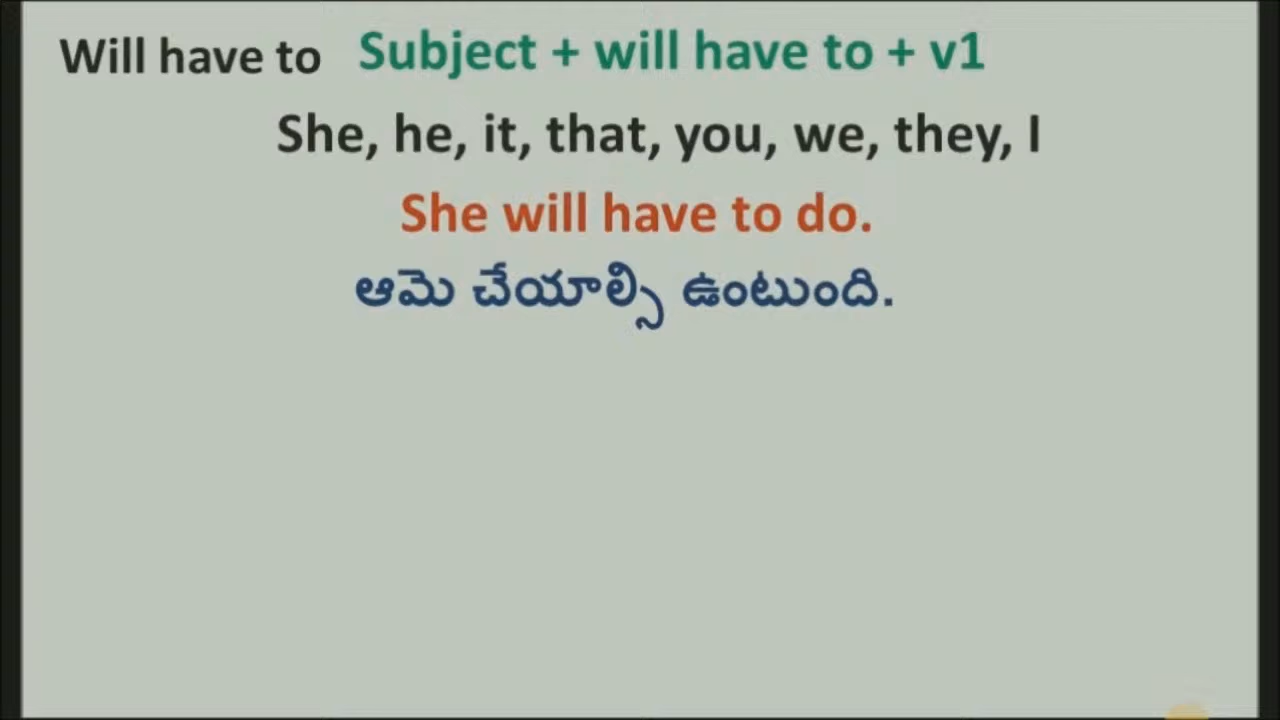 Will have to Subject + will have to + v1
She, he, it, that, you, we, they, I
She will have to do.
ఆమె చేయాల్సి ఉంటుంది.